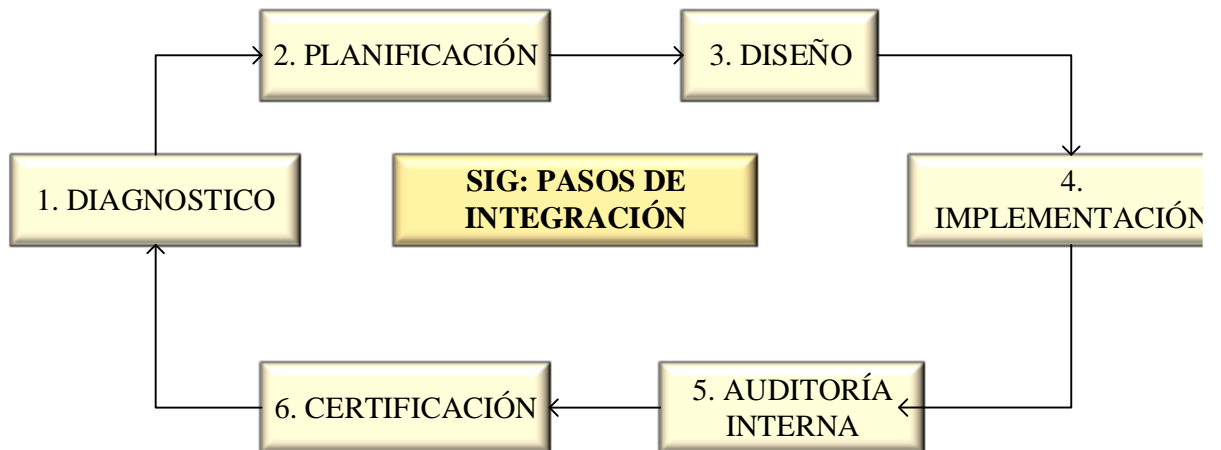 2. PLANIFICACIÓN
3. DISEÑO
1. DIAGNOSTICO
SIG: PASOS DE
INTEGRACIÓN
4.
IMPLEMENTACIÓN
6. CERTIFICACIÓN
5. AUDITORÍA
INTERNA